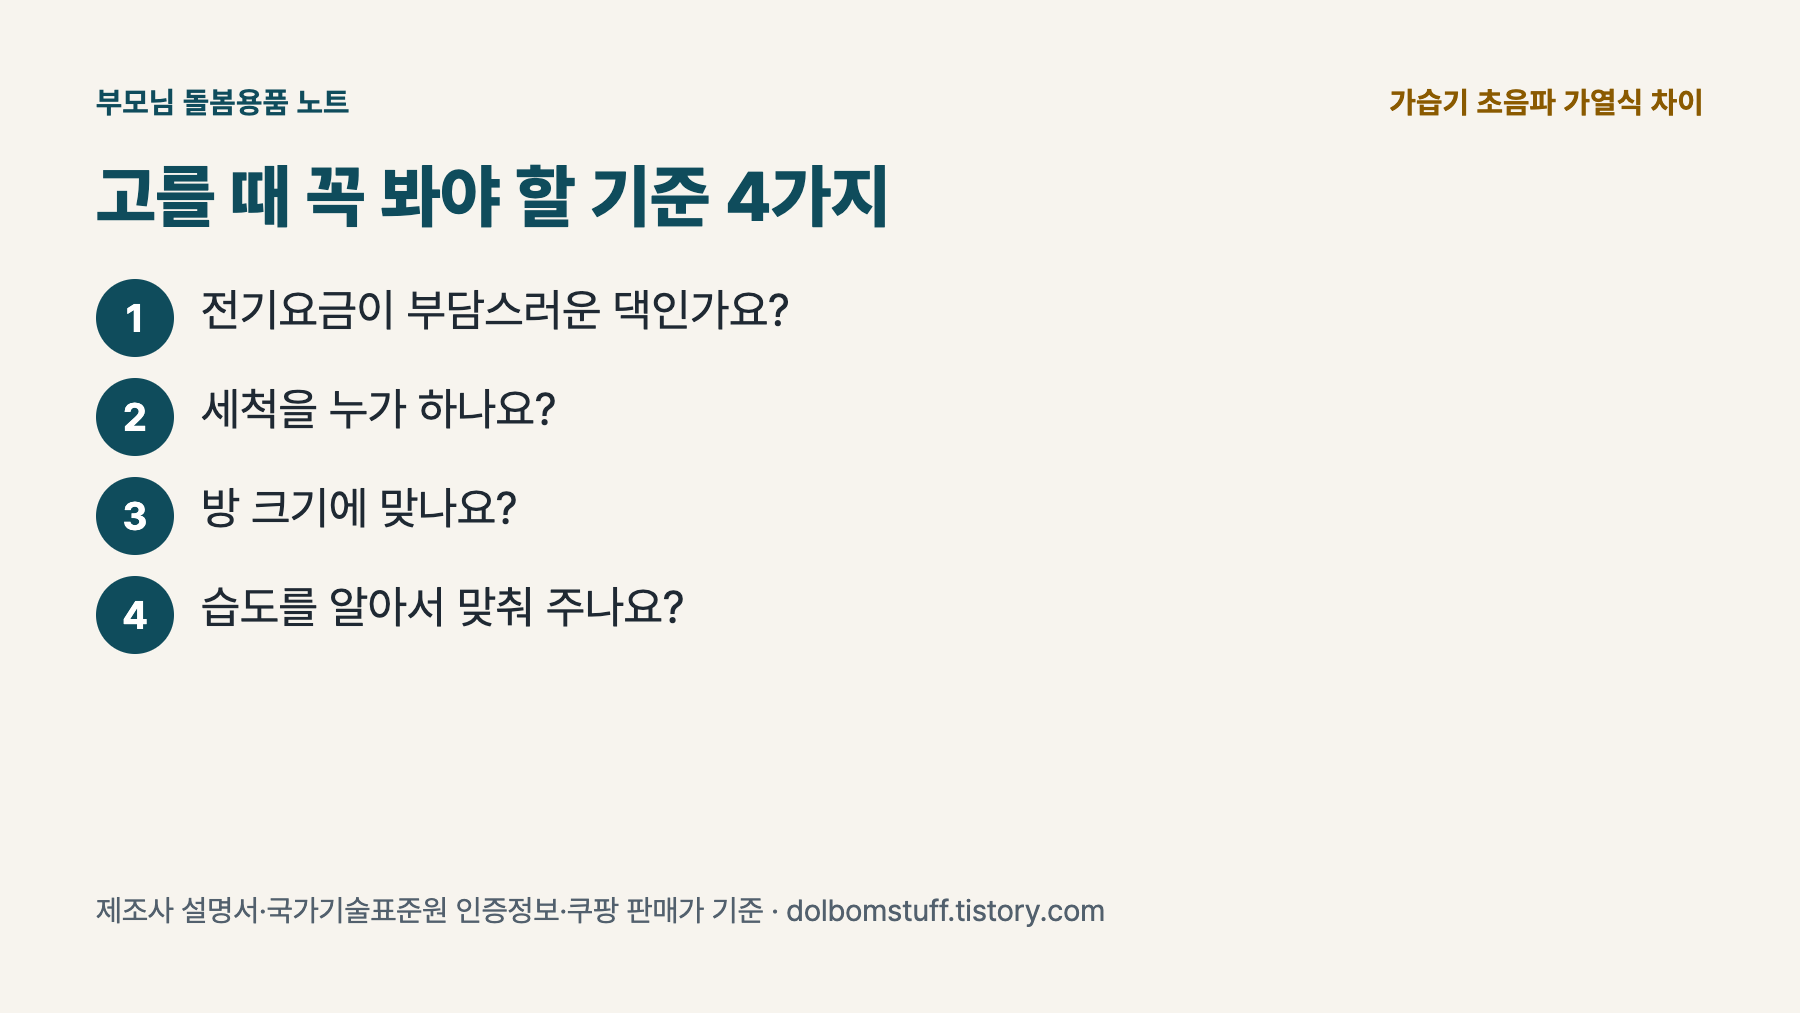 부모님 돌봄용품 노트
가습기 초음파 가열식 차이
고를 때 꼭 봐야 할 기준 4가지
1 전기요금이 부담스러운 댁인가요?
2 세척을 누가 하나요?
3 방 크기에 맞나요?
4 습도를 알아서 맞춰 주나요?
제조사 설명서·국가기술표준원 인증정보·쿠팡 판매가 기준 · dolbomstuff.tistory.com